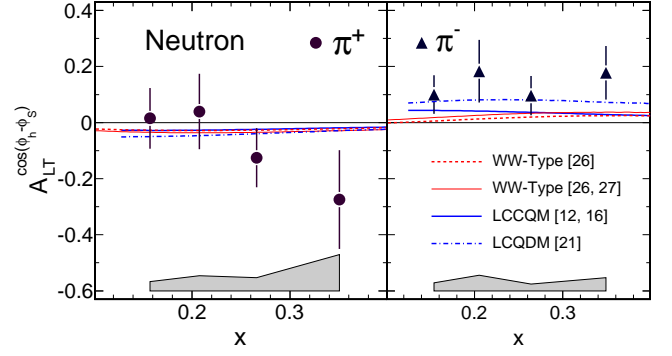 Neutron
π+
π-
A_LT^cos(ϕh-ϕS)
0.4
0.2
0
-0.2
-0.4
-0.6
WW-Type [26]
WW-Type [26, 27]
LCCQM [12, 16]
LCQDM [21]
0.2
0.3
0.2
0.3
x
x